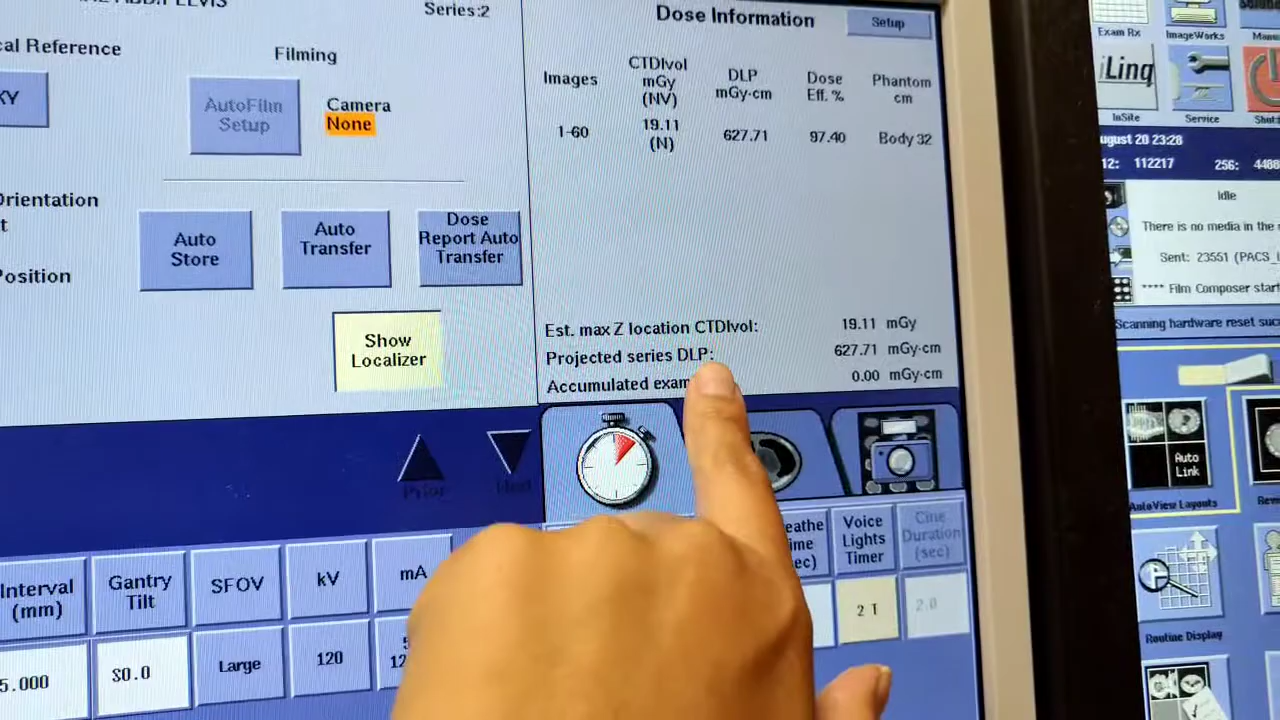 ABD.PELVIS
Series:2
cal Reference
Filming
XY
AutoFilm
Setup
Camera
None
Orientation
t
Position
Auto
Store
Auto
Transfer
Dose
Report Auto
Transfer
Show
Localizer
Dose Information
Setup
Images
CTDIvol
mGy
(NV)
DLP
mGy·cm
Dose
Eff. %
Phantom
cm
1-60
19.11
(N)
627.71
97.40
Body 32
Est. max Z location CTDIvol: 19.11 mGy
Projected series DLP: 627.71 mGy·cm
Accumulated exam 0.00 mGy·cm
Prior
Next
Interval
(mm)
Gantry
Tilt
SFOV
kV
mA
Voice
Lights
Timer
Cine
Duration
(sec)
5.000
S0.0
Large
120
2 1
2.0
Exam Rx
ImageWorks
iLinq
InSite
Service
ugust 20 23:28
12: 112217
256: 4488
Idle
There is no media in the
Sent: 23551 (PACS_
**** Film Composer start
Scanning hardware reset suc
Auto
Link
AutoView Layouts
Routine Display